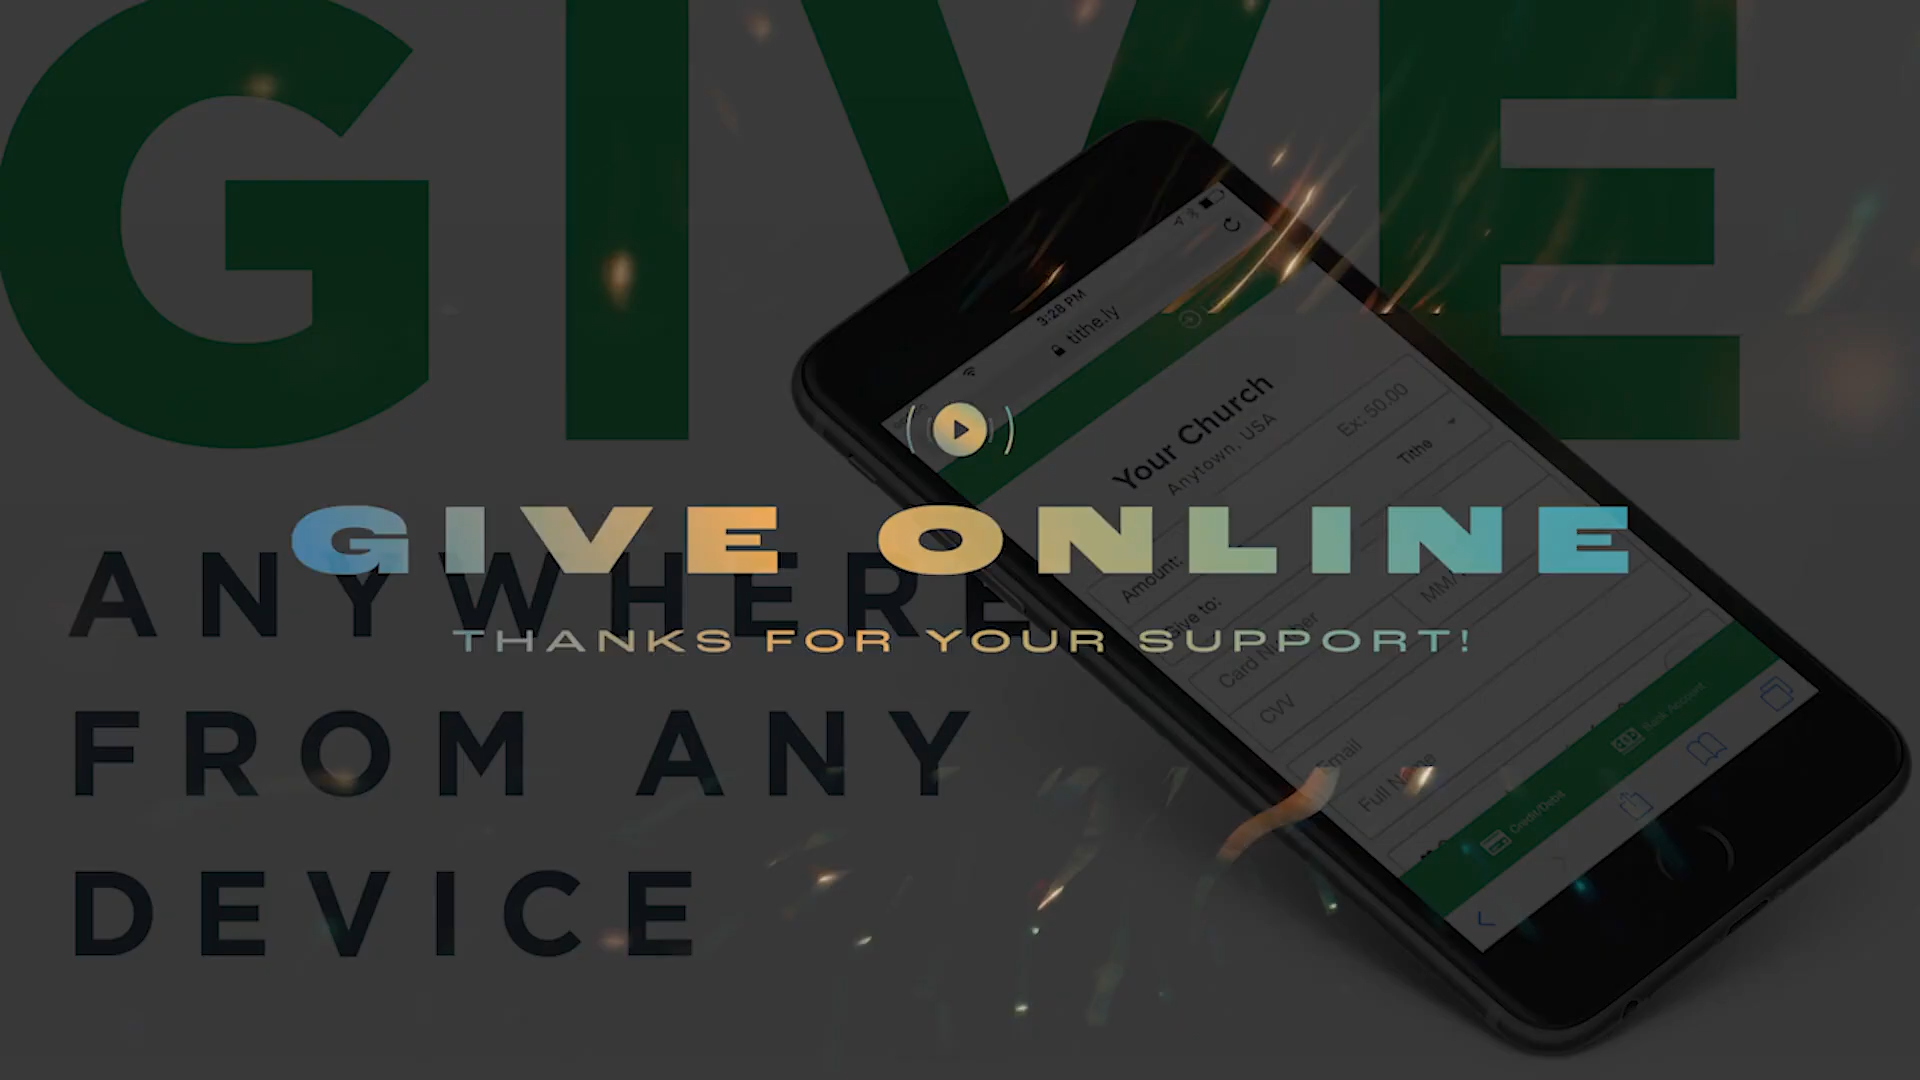 GIVE
3:28 PM
tithe.ly
Your Church
Anytown, USA
Ex: 50.00
Tithe
GIVE ONLINE
Amount:
Give to:
ANYWHERE
THANKS FOR YOUR SUPPORT!
Card Number
CVV
Email
Full Name
FROM ANY
Bank Account
Credit/Debit
DEVICE